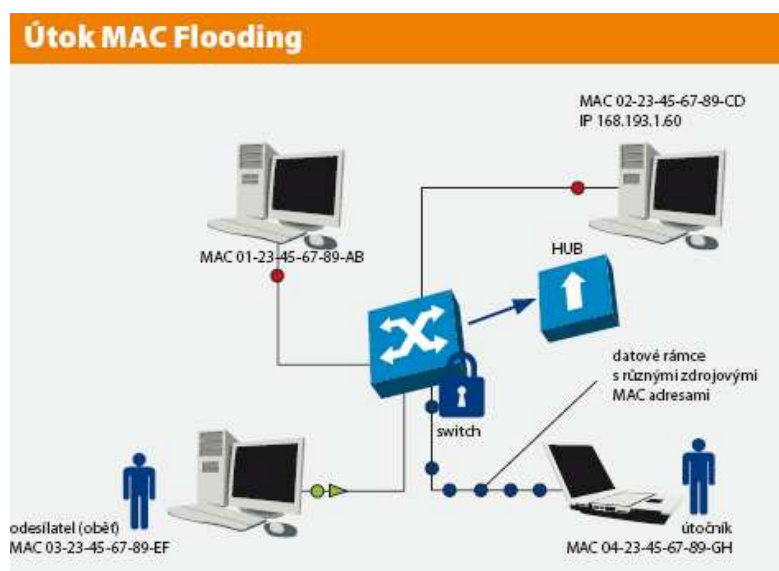 Útok MAC Flooding
MAC 02-23-45-67-89-CD
IP 168.193.1.60
MAC 01-23-45-67-89-AB
HUB
datové rámce
s různými zdrojovými
MAC adresami
switch
odesílatel (oběť)
MAC 03-23-45-67-89-EF
útočník
MAC 04-23-45-67-89-GH